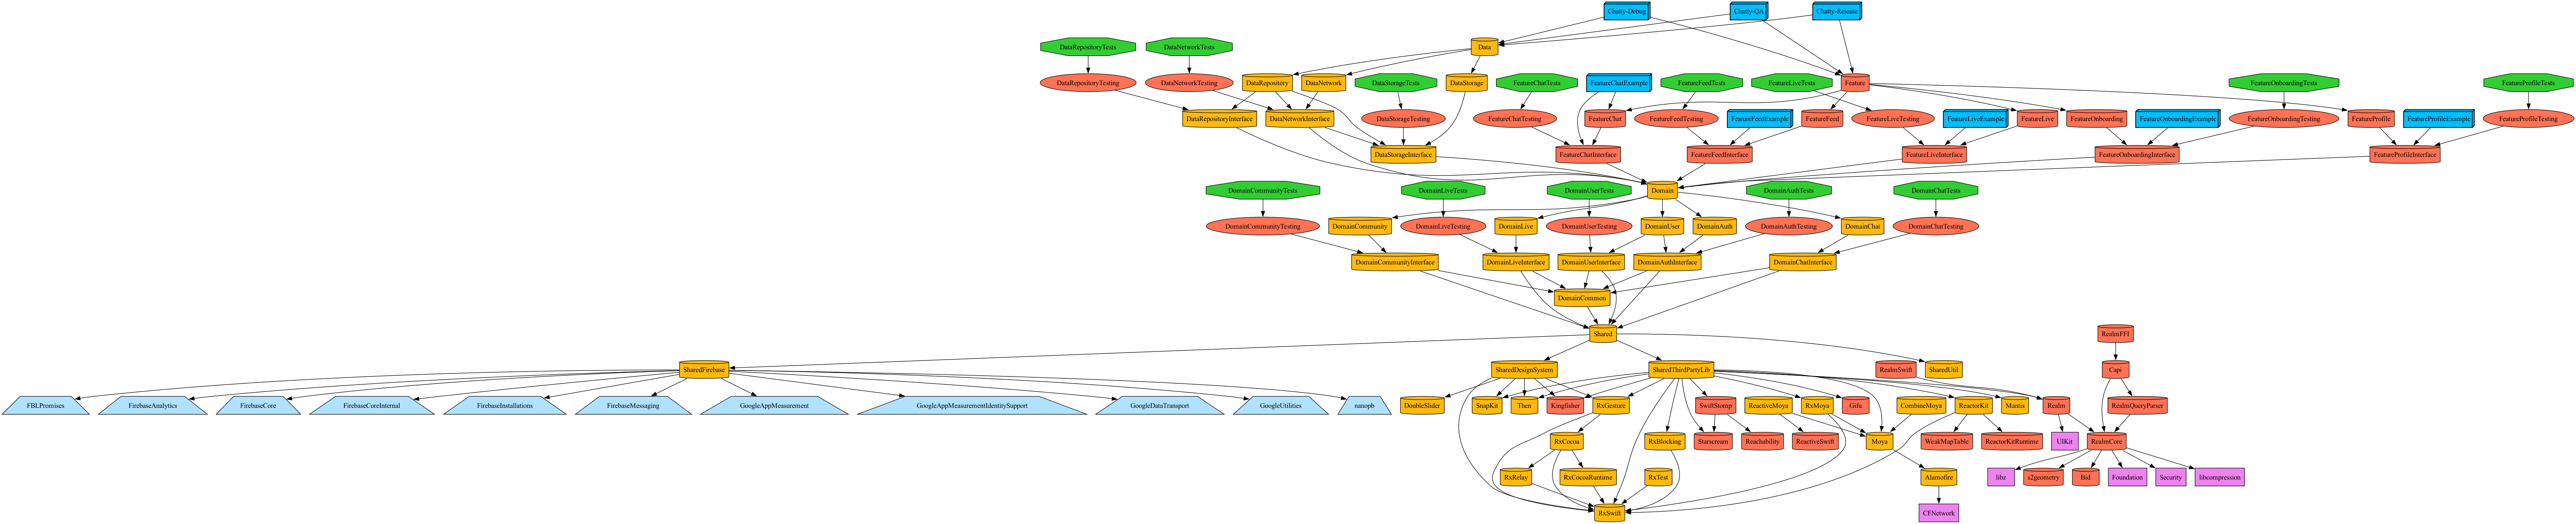 Chatty-Debug
Chatty-QA
Chatty-Release
DataRepositoryTests
DataNetworkTests
Data
DataRepositoryTesting
DataNetworkTesting
DataRepository
DataNetwork
DataStorageTests
DataStorage
FeatureChatTests
FeatureChatExample
FeatureFeedTests
FeatureLiveTests
Feature
FeatureOnboardingTests
FeatureProfileTests
DataRepositoryInterface
DataNetworkInterface
DataStorageTesting
FeatureChatTesting
FeatureChat
FeatureFeedTesting
FeatureFeedExample
FeatureFeed
FeatureLiveTesting
FeatureLiveExample
FeatureLive
FeatureOnboarding
FeatureOnboardingExample
FeatureOnboardingTesting
FeatureProfile
FeatureProfileExample
FeatureProfileTesting
DataStorageInterface
FeatureChatInterface
FeatureFeedInterface
FeatureLiveInterface
FeatureOnboardingInterface
FeatureProfileInterface
DomainCommunityTests
DomainLiveTests
DomainUserTests
Domain
DomainAuthTests
DomainChatTests
DomainCommunityTesting
DomainCommunity
DomainLiveTesting
DomainLive
DomainUserTesting
DomainUser
DomainAuth
DomainAuthTesting
DomainChat
DomainChatTesting
DomainCommunityInterface
DomainLiveInterface
DomainUserInterface
DomainAuthInterface
DomainChatInterface
DomainCommon
Shared
RealmFFI
SharedFirebase
SharedDesignSystem
SharedThirdPartyLib
RealmSwift
SharedUtil
Capi
FBLPromises
FirebaseAnalytics
FirebaseCore
FirebaseCoreInternal
FirebaseInstallations
FirebaseMessaging
GoogleAppMeasurement
GoogleAppMeasurementIdentitySupport
GoogleDataTransport
GoogleUtilities
nanopb
DoubleSlider
SnapKit
Then
Kingfisher
RxGesture
SwiftStomp
ReactiveMoya
RxMoya
Gifu
CombineMoya
ReactorKit
Mantis
Realm
RealmQueryParser
RxCocoa
RxBlocking
Starscream
Reachability
ReactiveSwift
Moya
WeakMapTable
ReactorKitRuntime
UIKit
RealmCore
RxRelay
RxCocoaRuntime
RxTest
Alamofire
libz
s2geometry
Bid
Foundation
Security
libcompression
RxSwift
CFNetwork